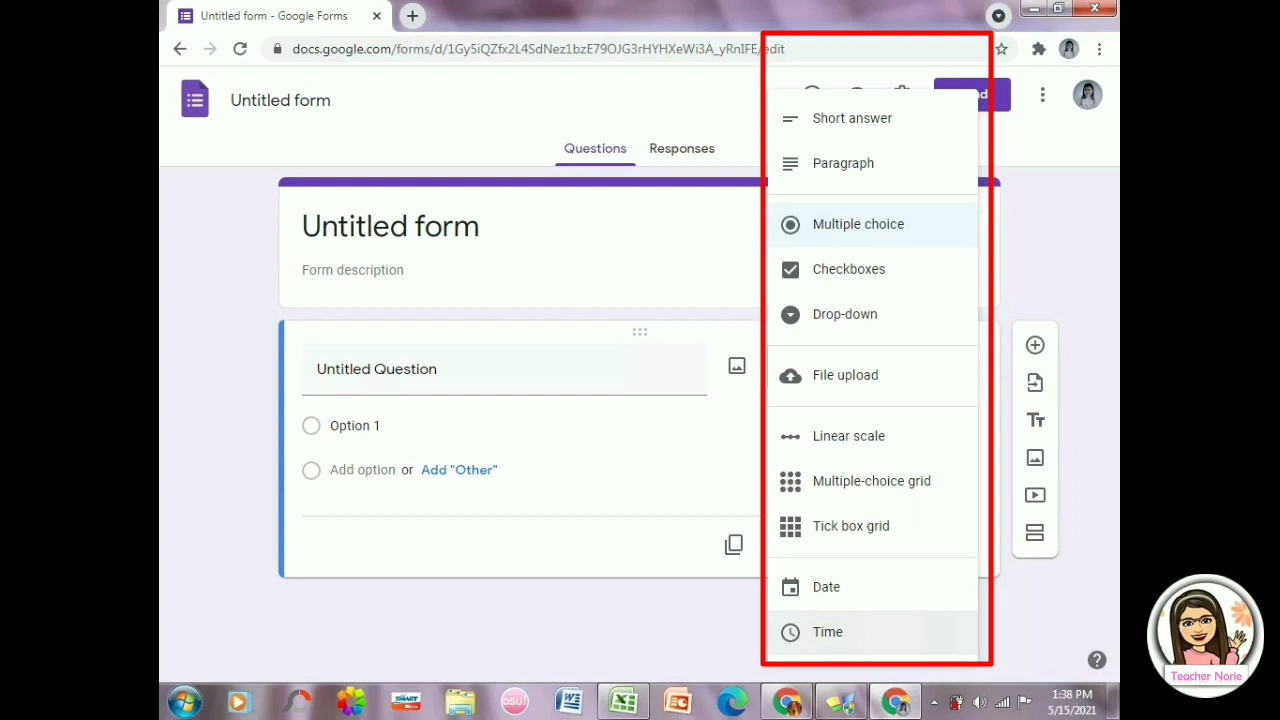 Untitled form - Google Forms
docs.google.com/forms/d/1Gy5iQZfx2L4SdNez1bzE79OJG3rHYHXeWi3A_yRnIFE/edit
Untitled form
Questions Responses
Untitled form
Form description
Untitled Question
Option 1
Add option or Add "Other"
Short answer
Paragraph
Multiple choice
Checkboxes
Drop-down
File upload
Linear scale
Multiple-choice grid
Tick box grid
Date
Time
Teacher Norie
SMART
osu!
1:38 PM
5/15/2021